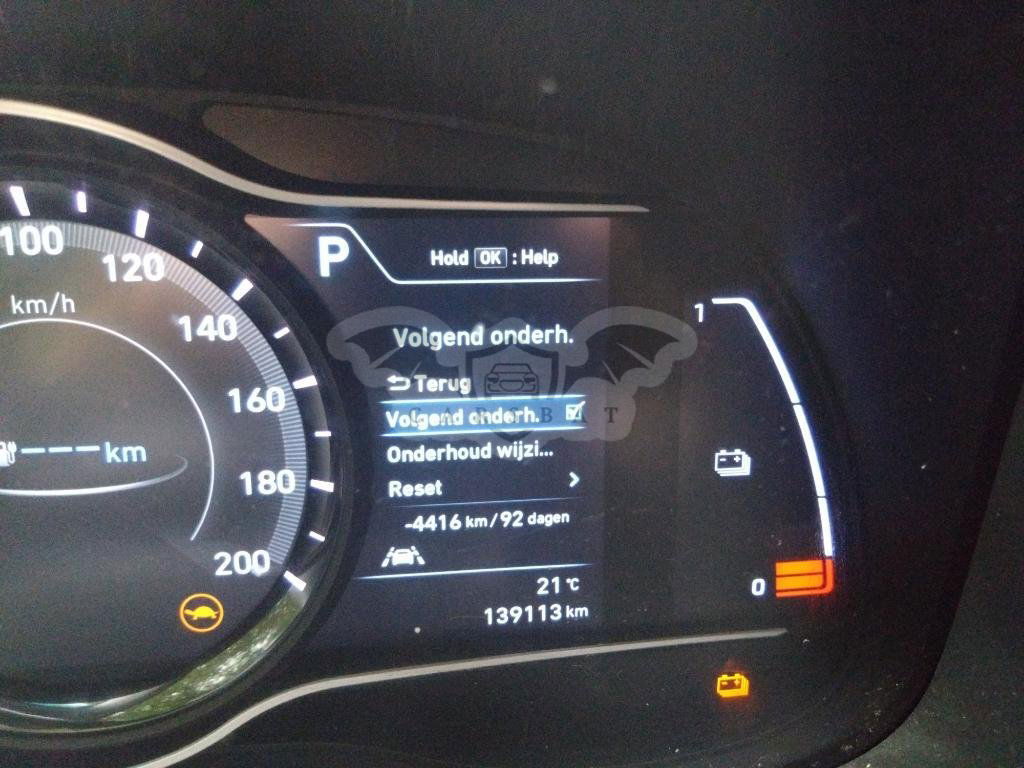 P
Hold OK : Help
100
120
km/h
140
160
180
200
--- km
Volgend onderh.
Terug
Volgend onderh.
Onderhoud wijzi...
Reset
-4416 km/92 dagen
21 °C
139113 km
1
0